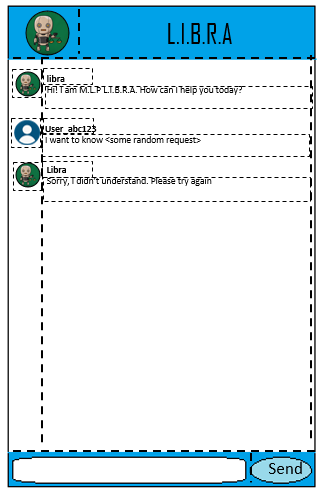 L.I.B.R.A
libra
Hi! I am M.L.P L.I.B.R.A. How can I help you today?
User_abc123
I want to know <some random request>
Libra
Sorry, I didn't understand. Please try again
Send